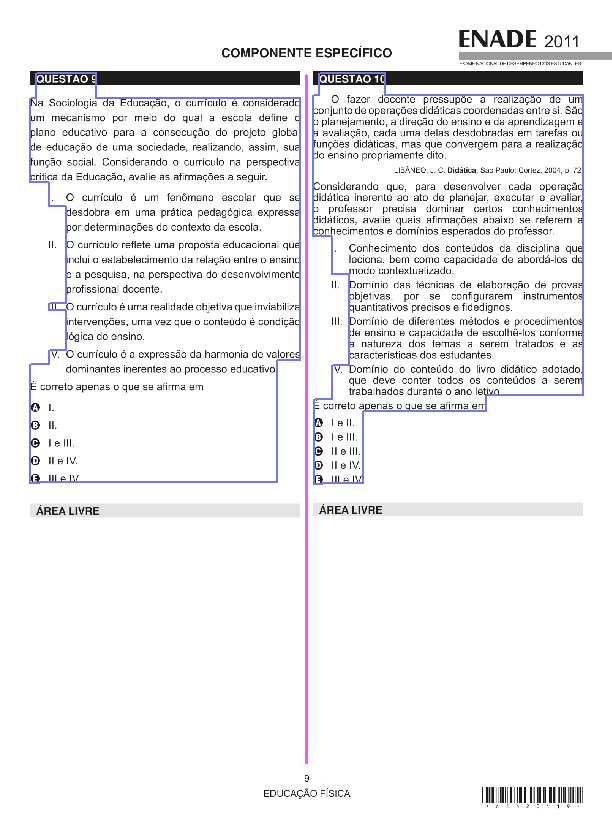 ENADE 2011
EXAME NACIONAL DE DESEMPENHO DOS ESTUDANTES
COMPONENTE ESPECÍFICO
QUESTÃO 9
Na Sociologia da Educação, o currículo é considerado
um mecanismo por meio do qual a escola define o
plano educativo para a consecução do projeto global
de educação de uma sociedade, realizando, assim, sua
função social. Considerando o currículo na perspectiva
crítica da Educação, avalie as afirmações a seguir.
I. O currículo é um fenômeno escolar que se
desdobra em uma prática pedagógica expressa
por determinações do contexto da escola.
II. O currículo reflete uma proposta educacional que
inclui o estabelecimento da relação entre o ensino
e a pesquisa, na perspectiva do desenvolvimento
profissional docente.
III. O currículo é uma realidade objetiva que inviabiliza
intervenções, uma vez que o conteúdo é condição
lógica do ensino.
IV. O currículo é a expressão da harmonia de valores
dominantes inerentes ao processo educativo.
É correto apenas o que se afirma em
A I.
B II.
C I e III.
D II e IV.
E III e IV.
ÁREA LIVRE
QUESTÃO 10
O fazer docente pressupõe a realização de um
conjunto de operações didáticas coordenadas entre si. São
o planejamento, a direção do ensino e da aprendizagem e
a avaliação, cada uma delas desdobradas em tarefas ou
funções didáticas, mas que convergem para a realização
do ensino propriamente dito.
LIBÂNEO, J. C. Didática. São Paulo: Cortez, 2004, p. 72.
Considerando que, para desenvolver cada operação
didática inerente ao ato de planejar, executar e avaliar,
o professor precisa dominar certos conhecimentos
didáticos, avalie quais afirmações abaixo se referem a
conhecimentos e domínios esperados do professor.
I. Conhecimento dos conteúdos da disciplina que
leciona, bem como capacidade de abordá-los de
modo contextualizado.
II. Domínio das técnicas de elaboração de provas
objetivas, por se configurarem instrumentos
quantitativos precisos e fidedignos.
III. Domínio de diferentes métodos e procedimentos
de ensino e capacidade de escolhê-los conforme
a natureza dos temas a serem tratados e as
características dos estudantes.
IV. Domínio do conteúdo do livro didático adotado,
que deve conter todos os conteúdos a serem
trabalhados durante o ano letivo.
É correto apenas o que se afirma em
A I e II.
B I e III.
C II e III.
D II e IV.
E III e IV.
ÁREA LIVRE
9
EDUCAÇÃO FÍSICA